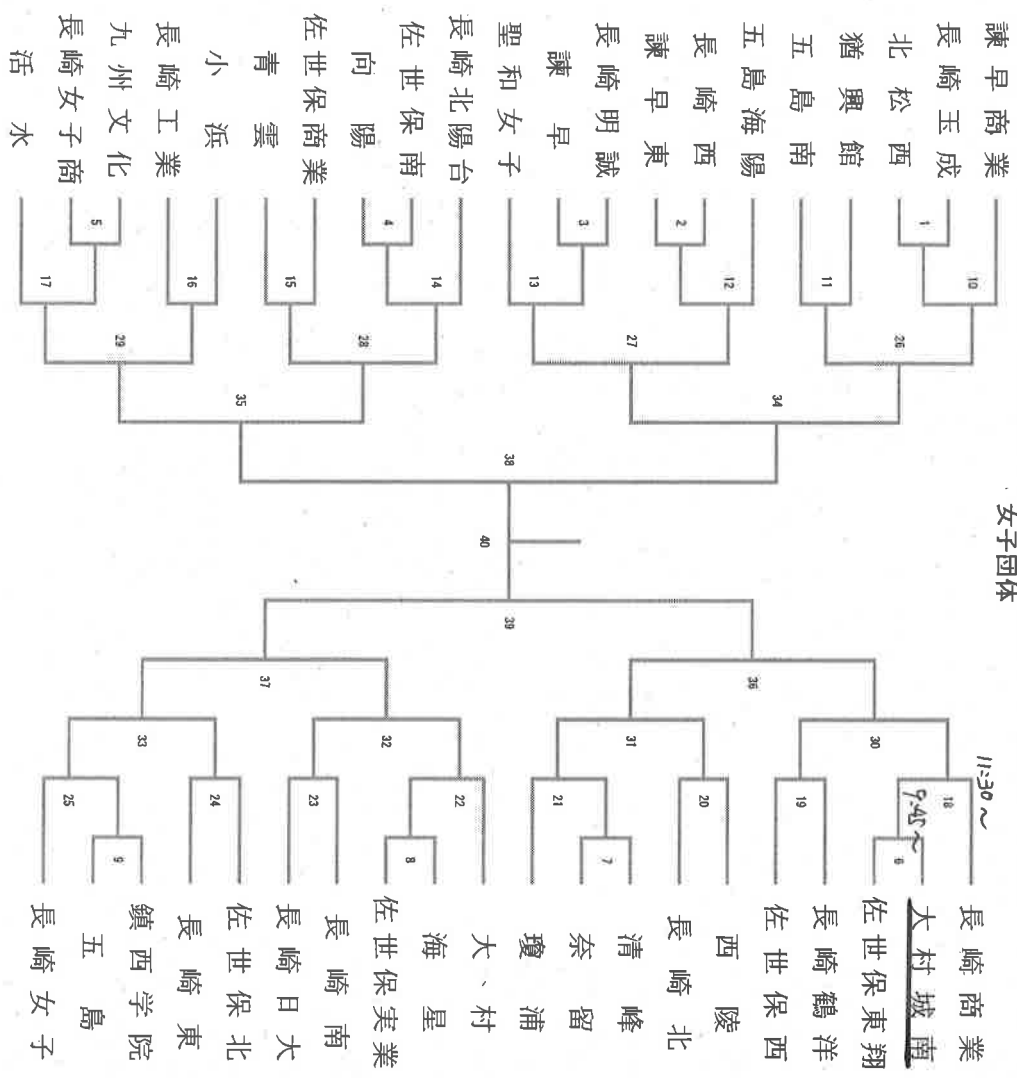 女子団体
諫早商業
長崎玉成
北松西
猶興館
五島南
五島海陽
長崎西
諫早東
長崎明誠
諫早
聖和女子
長崎北陽台
佐世保南
向陽
佐世保商業
青雲
小浜
長崎工業
九州文化
長崎女子商
活水
1
2
3
4
5
10
11
12
13
14
15
16
17
26
27
28
29
34
35
38
40
39
36
37
30
31
32
33
11:30~
18
9:45~
19
20
21
22
23
24
25
6
7
8
9
長崎商業
大村城南
佐世保東翔
長崎鶴洋
佐世保西
西陵
長崎北
清峰
奈留
瓊浦
大、村
海星
佐世保実業
長崎南
長崎日大
佐世保北
長崎東
鎮西学院
五島
長崎女子